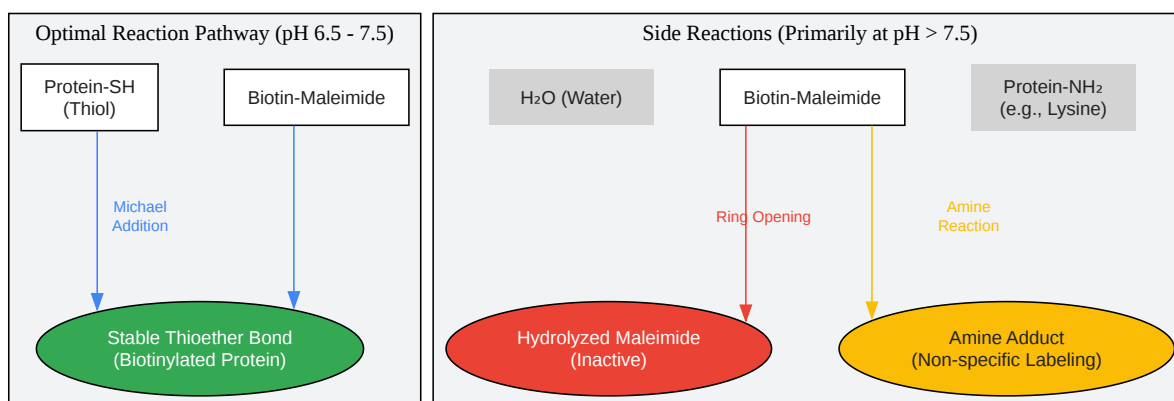 Optimal Reaction Pathway (pH 6.5 - 7.5)
Protein-SH
(Thiol)
Biotin-Maleimide
Michael
Addition
Stable Thioether Bond
(Biotinylated Protein)
Side Reactions (Primarily at pH > 7.5)
H₂O (Water)
Biotin-Maleimide
Protein-NH₂
(e.g., Lysine)
Ring Opening
Amine
Reaction
Hydrolyzed Maleimide
(Inactive)
Amine Adduct
(Non-specific Labeling)